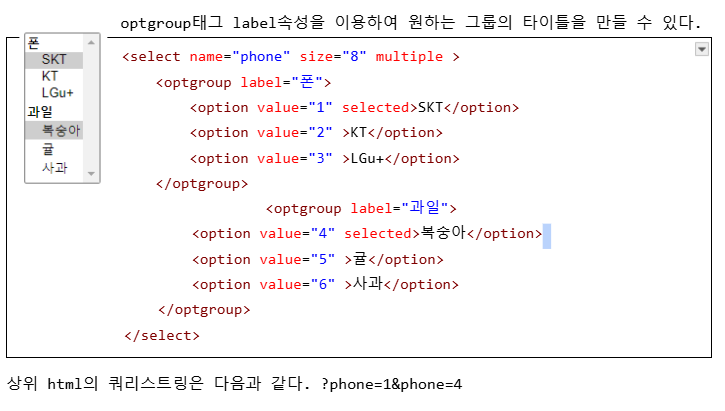 optgroup태그 label속성을 이용하여 원하는 그룹의 타이틀을 만들 수 있다.
폰
SKT
KT
LGu+
과일
복숭아
귤
사과
<select name="phone" size="8" multiple >
<optgroup label="폰">
<option value="1" selected>SKT</option>
<option value="2" >KT</option>
<option value="3" >LGu+</option>
</optgroup>
<optgroup label="과일">
<option value="4" selected>복숭아</option>
<option value="5" >귤</option>
<option value="6" >사과</option>
</optgroup>
</select>
상위 html의 쿼리스트링은 다음과 같다. ?phone=1&phone=4